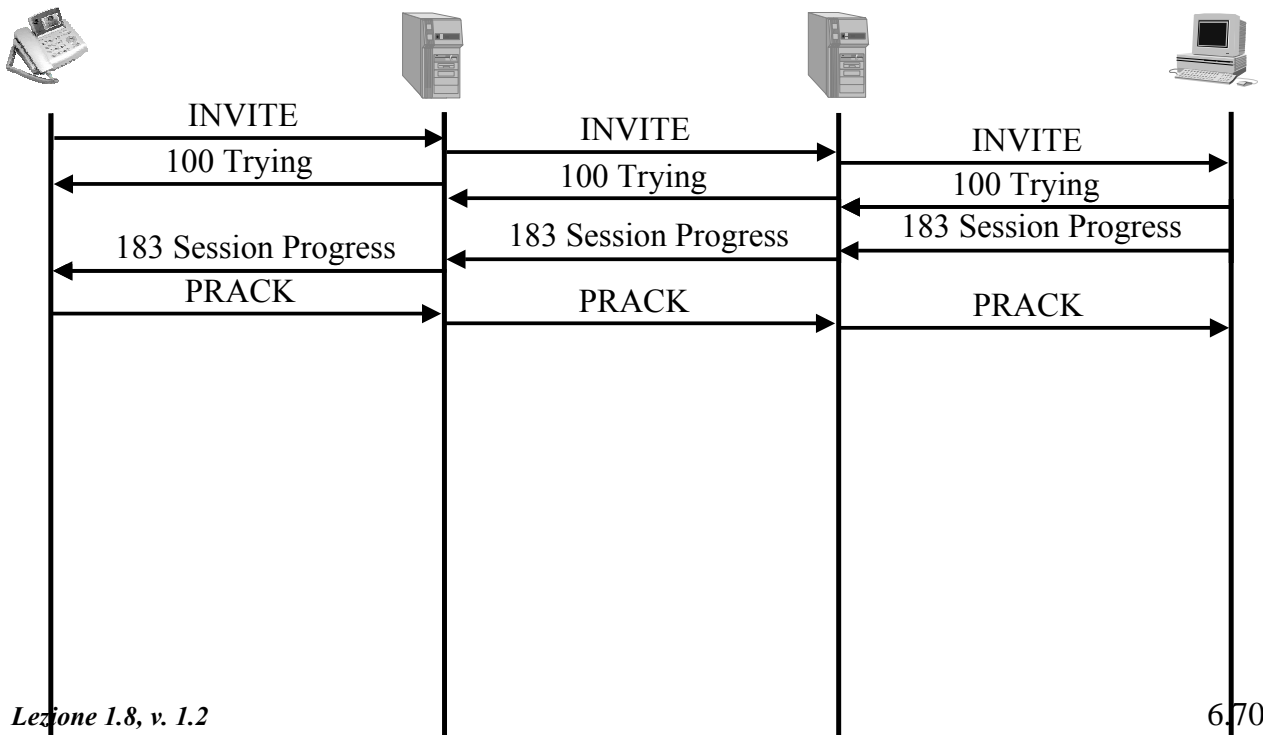 INVITE
INVITE
INVITE
100 Trying
100 Trying
100 Trying
183 Session Progress
183 Session Progress
183 Session Progress
PRACK
PRACK
PRACK
Lezione 1.8, v. 1.2
6.70